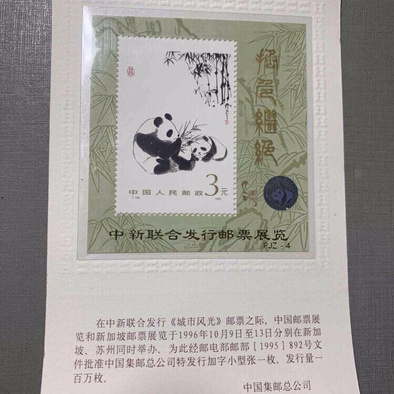 3元
中国人民邮政
中新联合发行邮票展览
PJZ-4
在中新联合发行《城市风光》邮票之际，中国邮票展
览和新加坡邮票展览于1996年10月9日至13日分别在新加
坡、苏州同时举办．为此经邮电部邮部［1995］892号文
件批准中国集邮总公司特发行加字小型张一枚，发行量一
百万枚．
中国集邮总公司